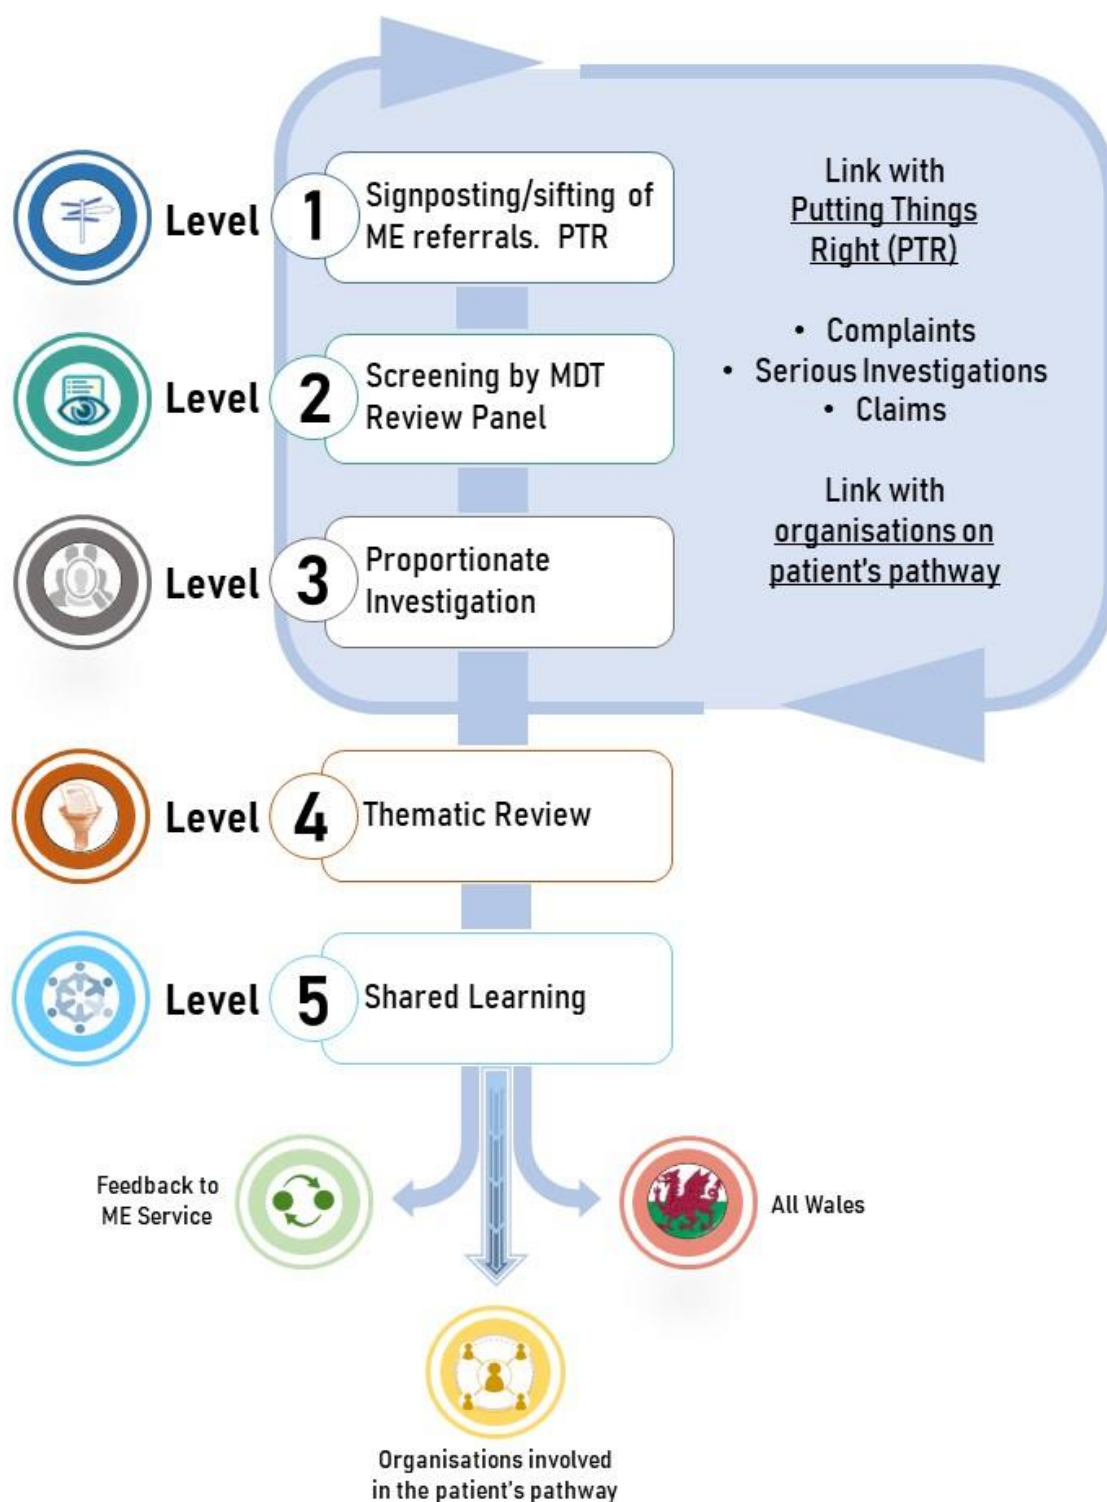 Level 1 Signposting/sifting of
ME referrals. PTR
Link with
Putting Things
Right (PTR)
• Complaints
• Serious Investigations
• Claims
Link with
organisations on
patient's pathway
Level 2 Screening by MDT
Review Panel
Level 3 Proportionate
Investigation
Level 4 Thematic Review
Level 5 Shared Learning
Feedback to
ME Service
All Wales
Organisations involved
in the patient's pathway